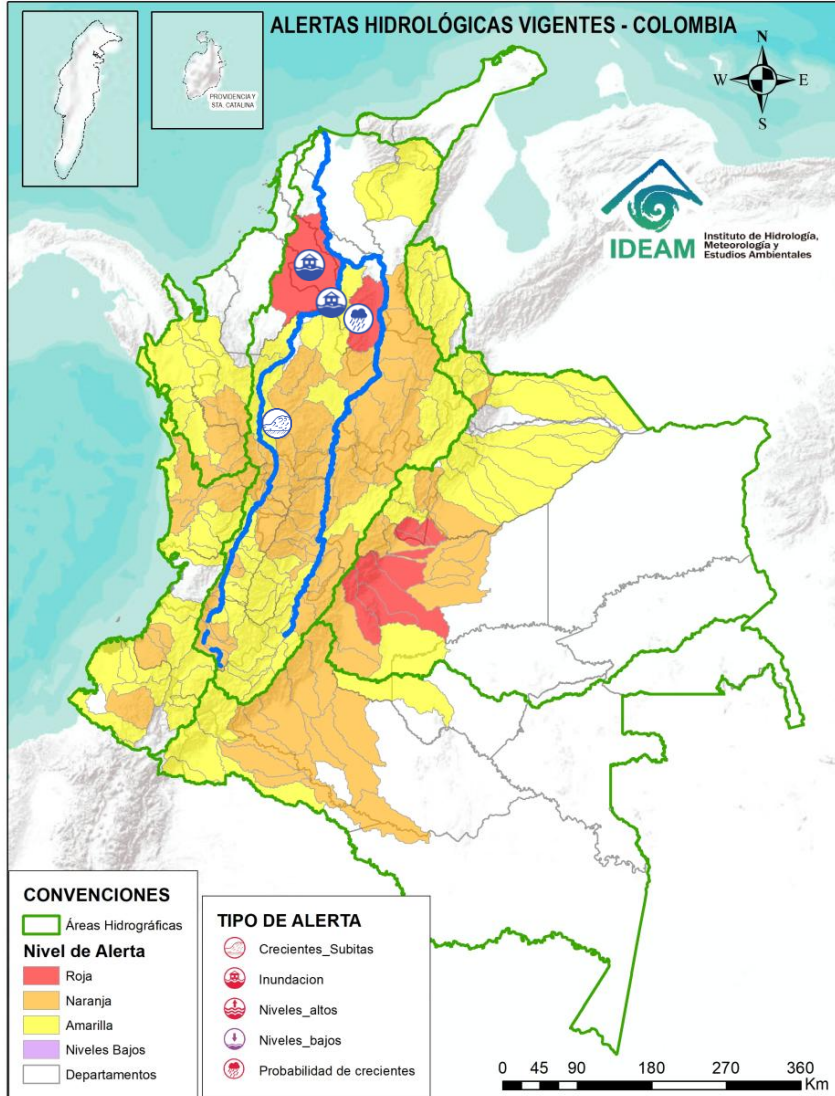 ALERTAS HIDROLÓGICAS VIGENTES - COLOMBIA
PROVIDENCIA Y
STA. CATALINA
N
W
E
S
IDEAM
Instituto de Hidrología,
Meteorología y
Estudios Ambientales
CONVENCIONES
Áreas Hidrográficas
Nivel de Alerta
Roja
Naranja
Amarilla
Niveles Bajos
Departamentos
TIPO DE ALERTA
Crecientes_Subitas
Inundacion
Niveles_altos
Niveles_bajos
Probabilidad de crecientes
0 45 90 180 270 360
Km